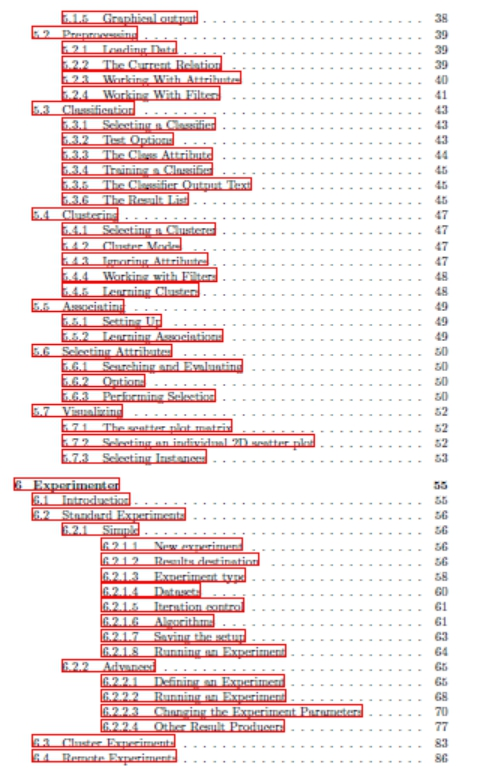 5.1.5 Graphical output . . . . . . . . . . . . . . . . 38
5.2 Preprocessing . . . . . . . . . . . . . . . . 39
5.2.1 Loading Data . . . . . . . . . . . . . . . . 39
5.2.2 The Current Relation . . . . . . . . . . . . . . . . 39
5.2.3 Working With Attributes . . . . . . . . . . . . . . . . 40
5.2.4 Working With Filters . . . . . . . . . . . . . . . . 41
5.3 Classification . . . . . . . . . . . . . . . . 43
5.3.1 Selecting a Classifier . . . . . . . . . . . . . . . . 43
5.3.2 Test Options . . . . . . . . . . . . . . . . 43
5.3.3 The Class Attribute . . . . . . . . . . . . . . . . 44
5.3.4 Training a Classifier . . . . . . . . . . . . . . . . 45
5.3.5 The Classifier Output Text . . . . . . . . . . . . . . . . 45
5.3.6 The Result List . . . . . . . . . . . . . . . . 45
5.4 Clustering . . . . . . . . . . . . . . . . 47
5.4.1 Selecting a Clusterer . . . . . . . . . . . . . . . . 47
5.4.2 Cluster Modes . . . . . . . . . . . . . . . . 47
5.4.3 Ignoring Attributes . . . . . . . . . . . . . . . . 47
5.4.4 Working with Filters . . . . . . . . . . . . . . . . 48
5.4.5 Learning Clusters . . . . . . . . . . . . . . . . 48
5.5 Associating . . . . . . . . . . . . . . . . 49
5.5.1 Setting Up . . . . . . . . . . . . . . . . 49
5.5.2 Learning Associations . . . . . . . . . . . . . . . . 49
5.6 Selecting Attributes . . . . . . . . . . . . . . . . 50
5.6.1 Searching and Evaluating . . . . . . . . . . . . . . . . 50
5.6.2 Options . . . . . . . . . . . . . . . . 50
5.6.3 Performing Selection . . . . . . . . . . . . . . . . 50
5.7 Visualizing . . . . . . . . . . . . . . . . 52
5.7.1 The scatter plot matrix . . . . . . . . . . . . . . . . 52
5.7.2 Selecting an individual 2D scatter plot . . . . . . . . . . . . 52
5.7.3 Selecting Instances . . . . . . . . . . . . . . . . 53
6 Experimenter 55
6.1 Introduction . . . . . . . . . . . . . . . . 55
6.2 Standard Experiments . . . . . . . . . . . . . . . . 56
6.2.1 Simple . . . . . . . . . . . . . . . . 56
6.2.1.1 New experiment . . . . . . . . . . . . . . . . 56
6.2.1.2 Results destination . . . . . . . . . . . . . . . . 56
6.2.1.3 Experiment type . . . . . . . . . . . . . . . . 58
6.2.1.4 Datasets . . . . . . . . . . . . . . . . 60
6.2.1.5 Iteration control . . . . . . . . . . . . . . . . 61
6.2.1.6 Algorithms . . . . . . . . . . . . . . . . 61
6.2.1.7 Saving the setup . . . . . . . . . . . . . . . . 63
6.2.1.8 Running an Experiment . . . . . . . . . . . . . . 64
6.2.2 Advanced . . . . . . . . . . . . . . . . 65
6.2.2.1 Defining an Experiment . . . . . . . . . . . . . . 65
6.2.2.2 Running an Experiment . . . . . . . . . . . . . . 68
6.2.2.3 Changing the Experiment Parameters . . . . . . . . 70
6.2.2.4 Other Result Producers . . . . . . . . . . . . . . 77
6.3 Cluster Experiments . . . . . . . . . . . . . . . . 83
6.4 Remote Experiments . . . . . . . . . . . . . . . . 86